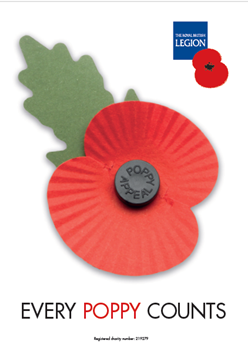 THE ROYAL BRITISH
LEGION
POPPY
APPEAL
EVERY POPPY COUNTS
Registered charity number: 219279